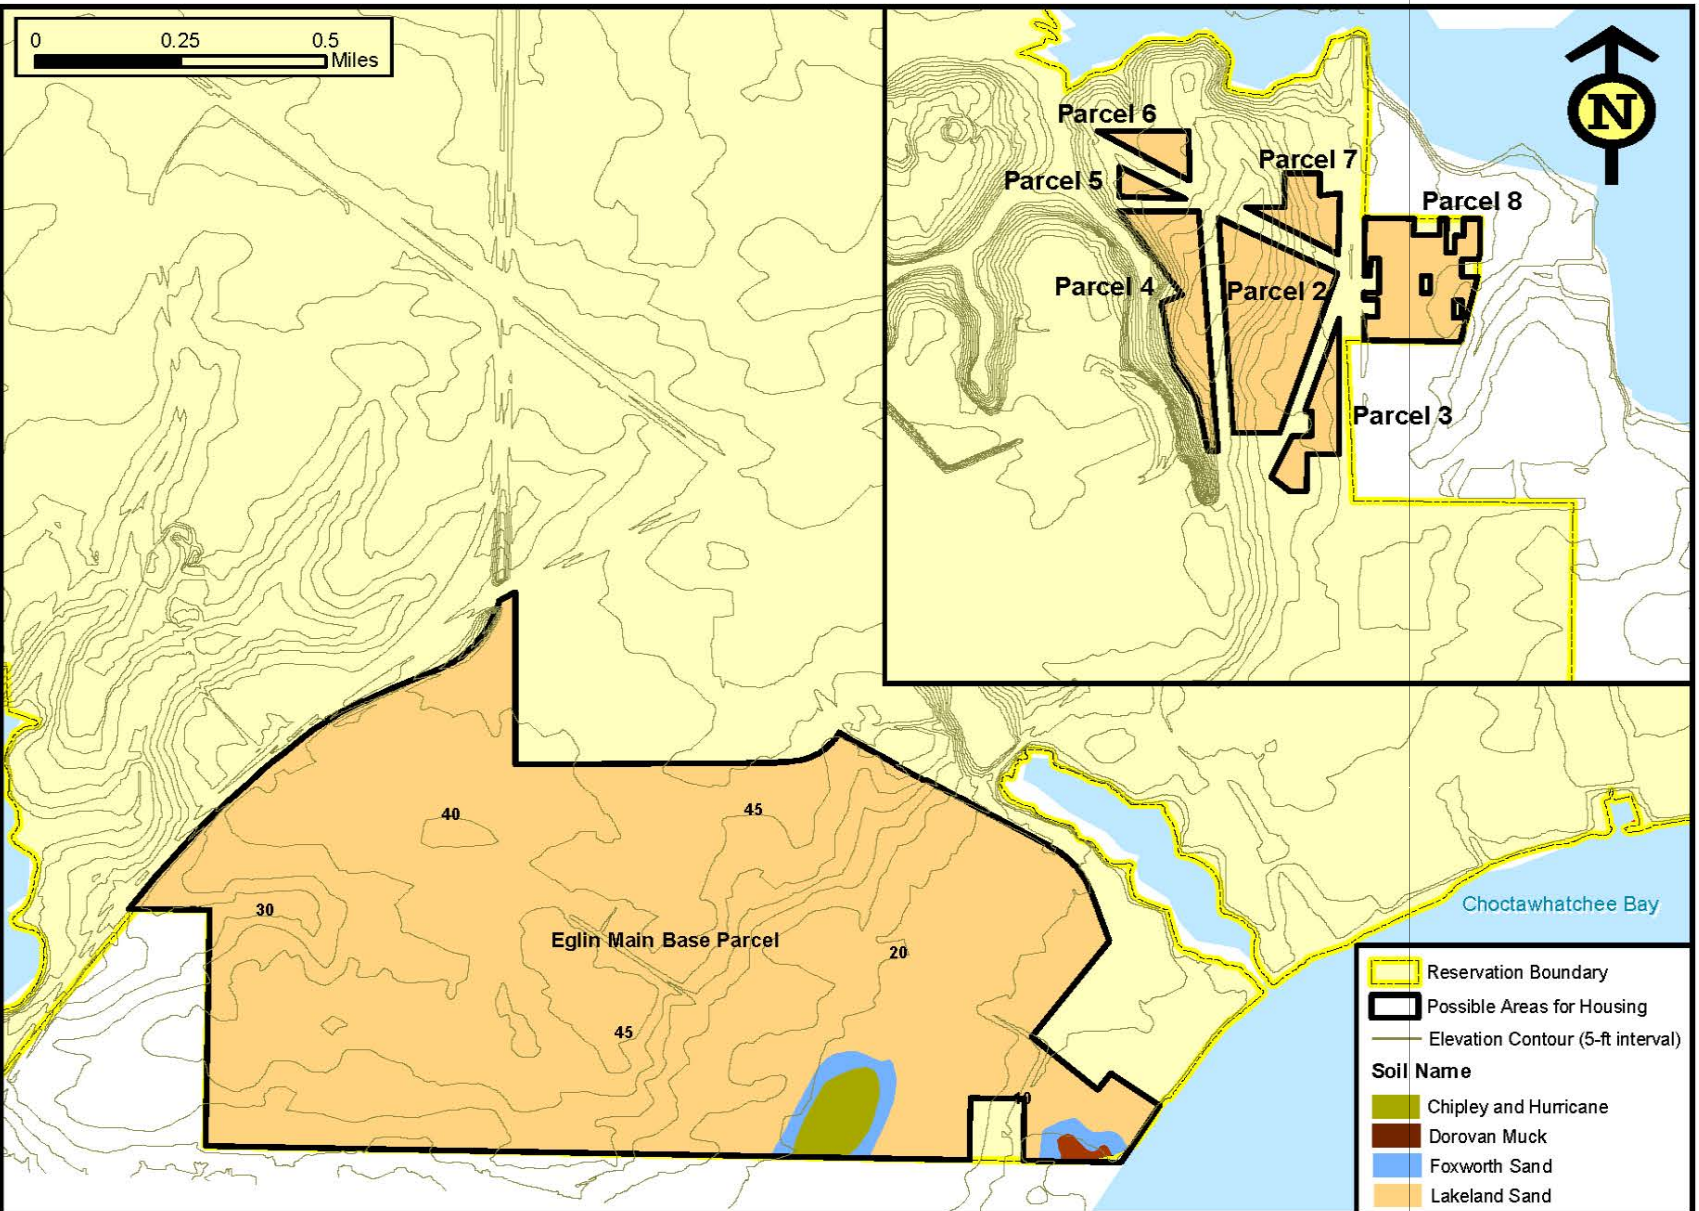 0 0.25 0.5
Miles
N
Parcel 6
Parcel 7
Parcel 5
Parcel 8
Parcel 4
Parcel 2
Parcel 3
40
45
30
Eglin Main Base Parcel
20
45
10
Choctawhatchee Bay
Reservation Boundary
Possible Areas for Housing
Elevation Contour (5-ft interval)
Soil Name
Chipley and Hurricane
Dorovan Muck
Foxworth Sand
Lakeland Sand